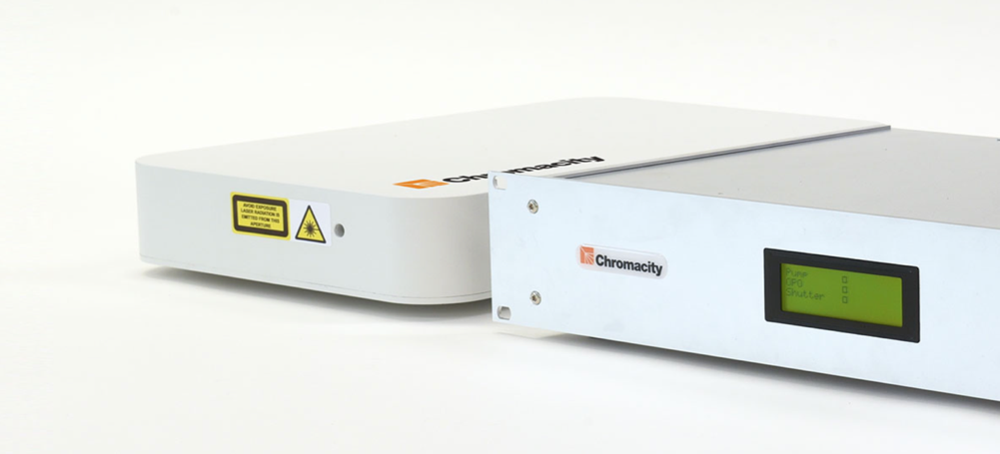 Chromacity
AVOID EXPOSURE
LASER RADIATION IS
EMITTED FROM THIS
APERTURE
Chromacity
Pump
OPO
Shutter